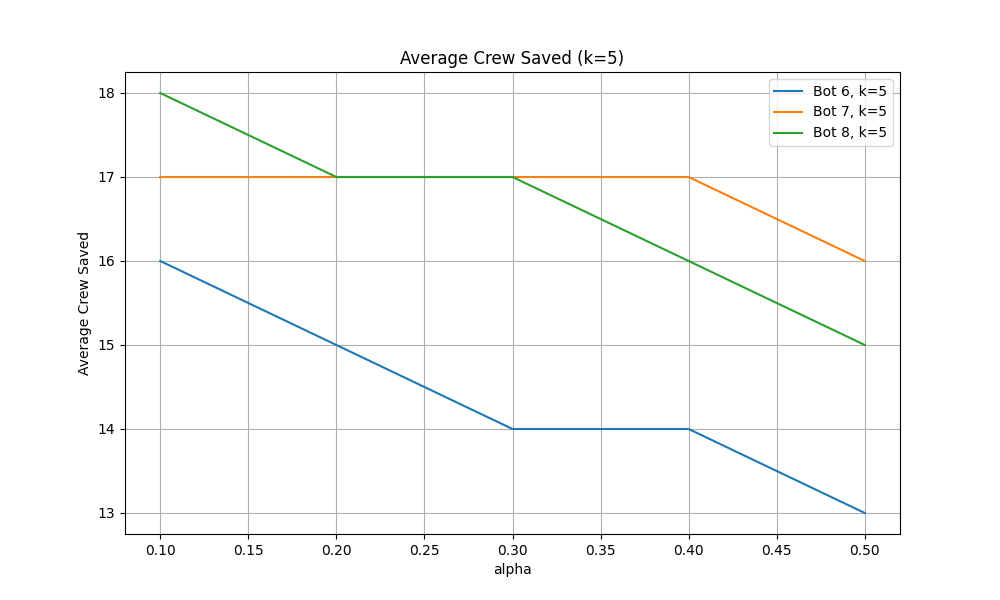 Average Crew Saved (k=5)
Bot 6, k=5
Bot 7, k=5
Bot 8, k=5
Average Crew Saved
18
17
16
15
14
13
0.10 0.15 0.20 0.25 0.30 0.35 0.40 0.45 0.50
alpha